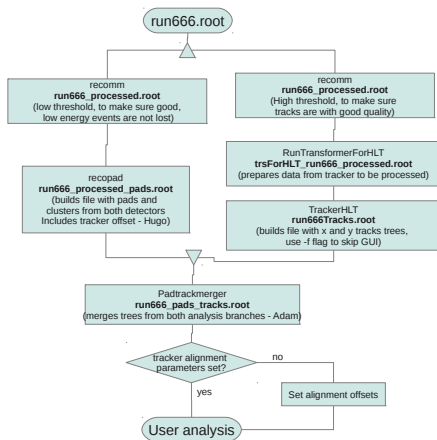 run666.root
recomm
run666_processed.root
(low threshold, to make sure good,
low energy events are not lost)
recomm
run666_processed.root
(High threshold, to make sure
tracks are with good quality)
recopad
run666_processed_pads.root
(builds file with pads and
clusters from both detectors
Includes tracker offset - Hugo)
RunTransformerForHLT
trsForHLT_run666_processed.root
(prepares data from tracker to be processed)
TrackerHLT
run666Tracks.root
(builds file with x and y tracks trees,
use -f flag to skip GUI)
Padtrackmerger
run666_pads_tracks.root
(merges trees from both analysis branches - Adam)
tracker alignment
parameters set?
no
yes
Set alignment offsets
User analysis